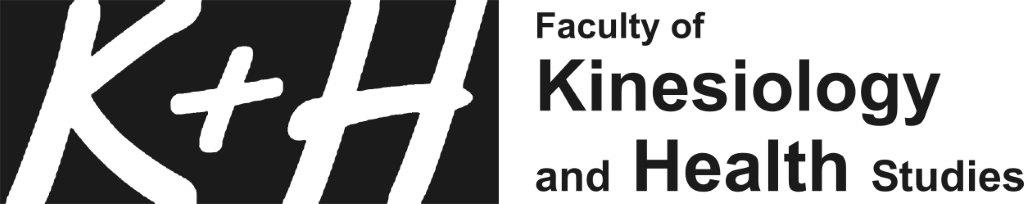 K+H
Faculty of
Kinesiology
and Health Studies